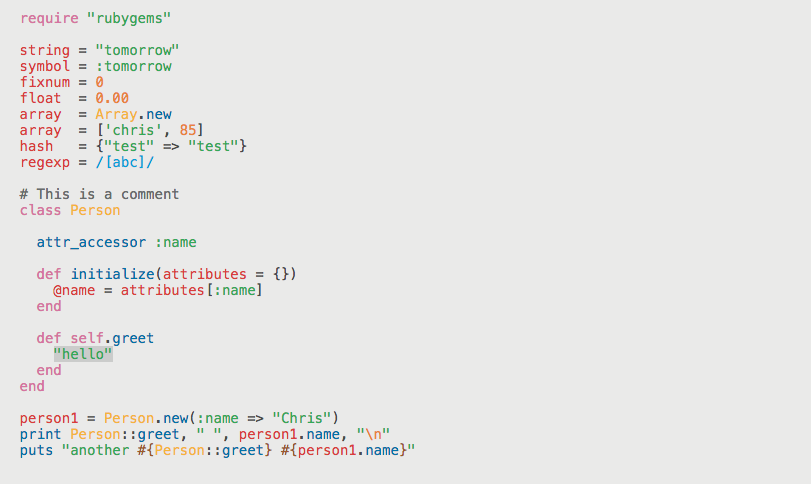 require "rubygems"

string = "tomorrow"
symbol = :tomorrow
fixnum = 0
float  = 0.00
array  = Array.new
array  = ['chris', 85]
hash   = {"test" => "test"}
regexp = /[abc]/

# This is a comment
class Person

  attr_accessor :name

  def initialize(attributes = {})
    @name = attributes[:name]
  end

  def self.greet
    "hello"
  end
end

person1 = Person.new(:name => "Chris")
print Person::greet, " ", person1.name, "\n"
puts "another #{Person::greet} #{person1.name}"